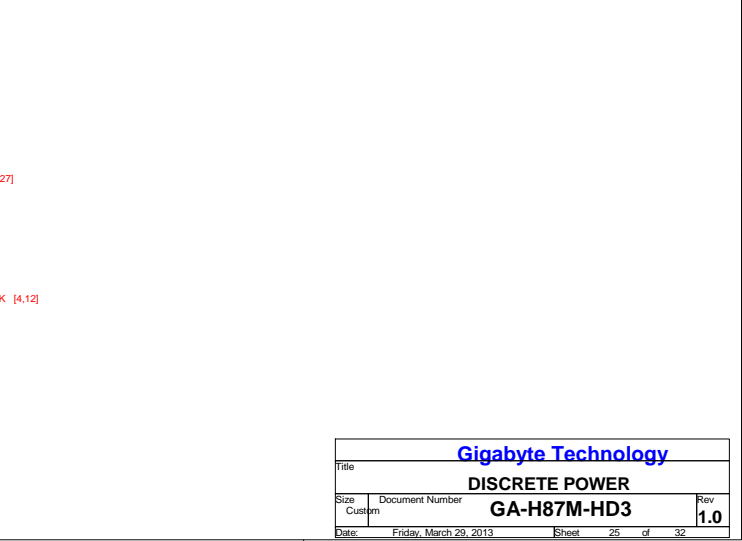 27]
K [4,12]
Gigabyte Technology
Title
DISCRETE POWER
Size Document Number Rev
Custom GA-H87M-HD3 1.0
Date: Friday, March 29, 2013 Sheet 25 of 32